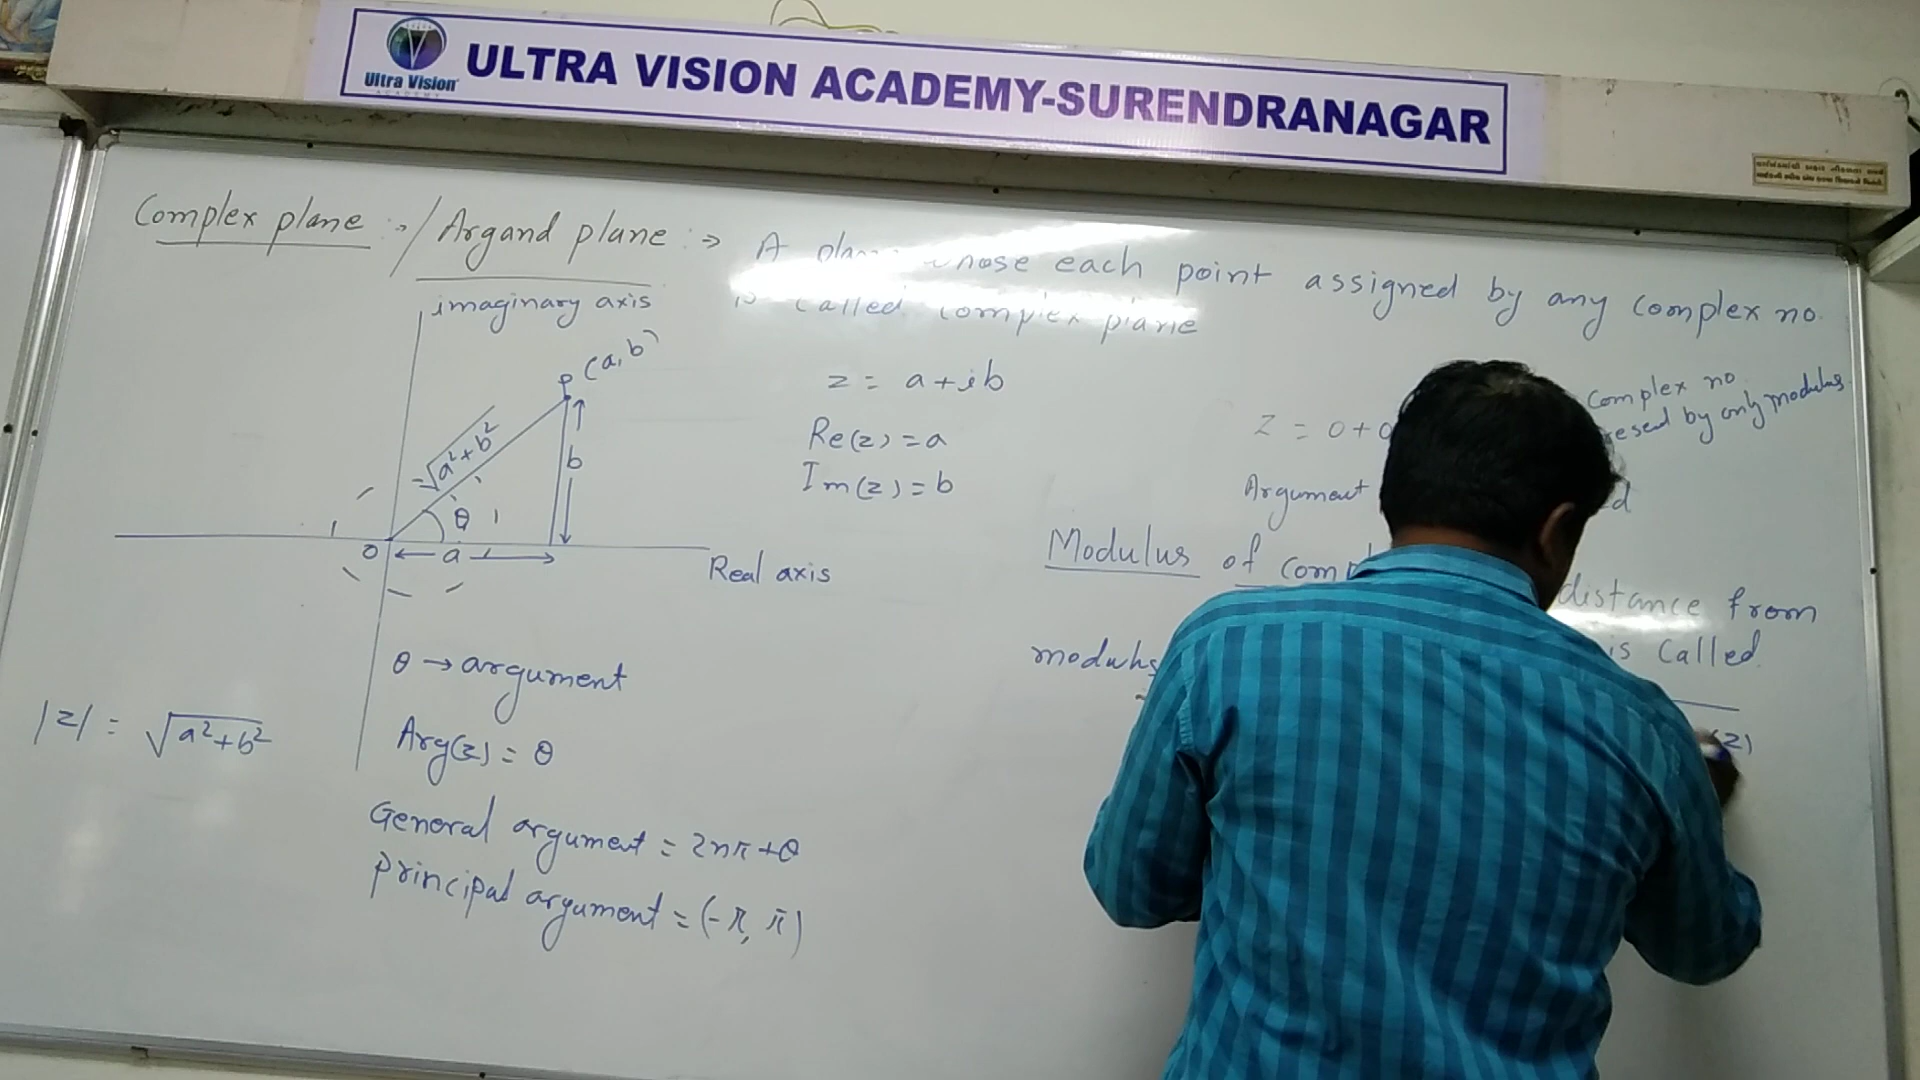 Ultra Vision
ACADEMY
ULTRA VISION ACADEMY-SURENDRANAGAR
Complex plane :- / Argand plane :→ A whose each point assigned by any complex no.
is called complex plane
imaginary axis
P (a,b)
√a²+b²
b
θ
O
a
Real axis
z = a+ib
Re(z) = a
Im(z) = b
Complex no
Z = 0+0 by only modulus.
Argument
Modulus of comp distance from
is called
modulus
(z)
θ → argument
|z| = √a²+b²
Arg(z) = θ
General argument = 2nπ+θ
principal argument = (-π, π)